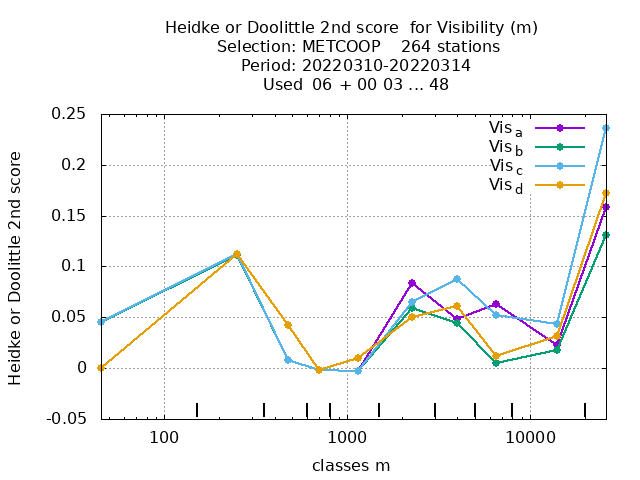 Heidke or Doolittle 2nd score  for Visibility (m)
Selection: METCOOP    264 stations
Period: 20220310-20220314
Used  06 + 00 03 ... 48
Heidke or Doolittle 2nd score
0.25
0.2
0.15
0.1
0.05
0
-0.05
Vis a
Vis b
Vis c
Vis d
100 1000 10000
classes m